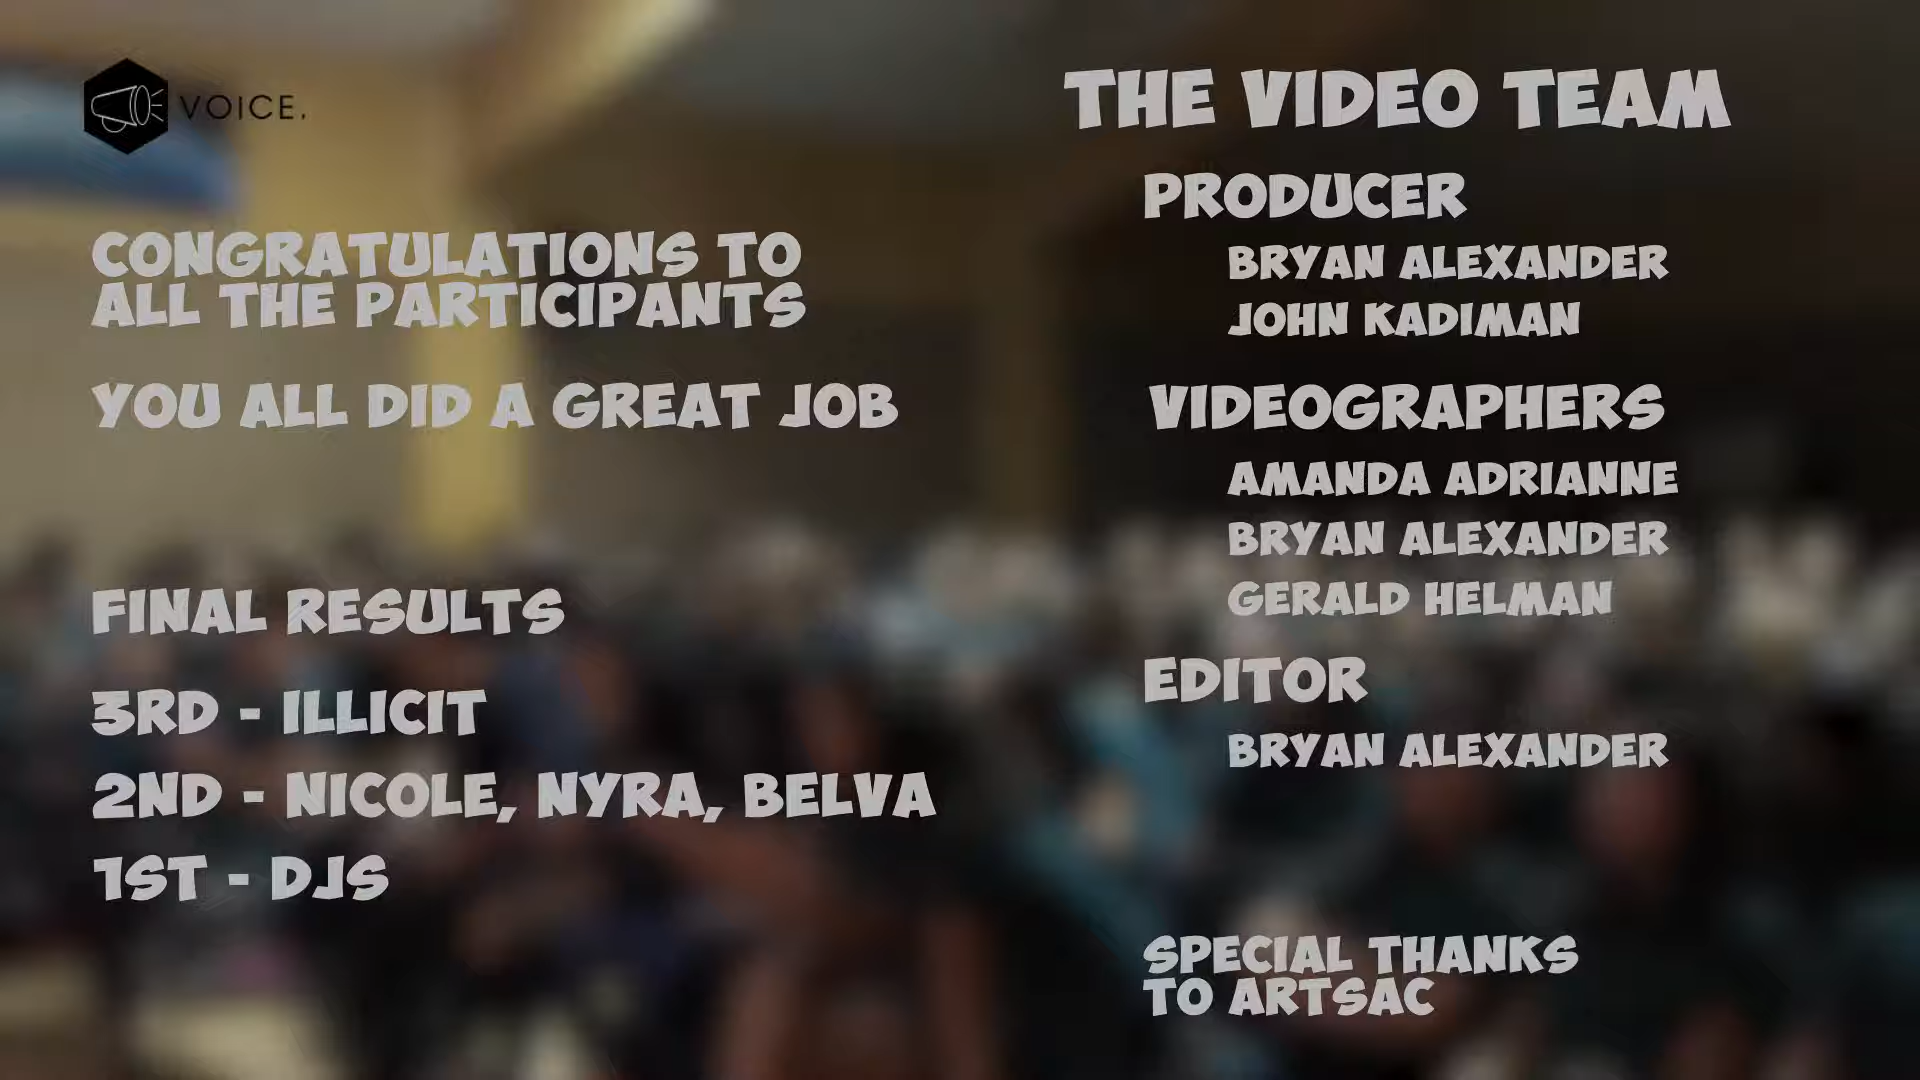 VOICE.
CONGRATULATIONS TO
ALL THE PARTICIPANTS
YOU ALL DID A GREAT JOB
FINAL RESULTS
3RD - ILLICIT
2ND - NICOLE, NYRA, BELVA
1ST - DJS
THE VIDEO TEAM
PRODUCER
BRYAN ALEXANDER
JOHN KADIMAN
VIDEOGRAPHERS
AMANDA ADRIANNE
BRYAN ALEXANDER
GERALD HELMAN
EDITOR
BRYAN ALEXANDER
SPECIAL THANKS
TO ARTSAC